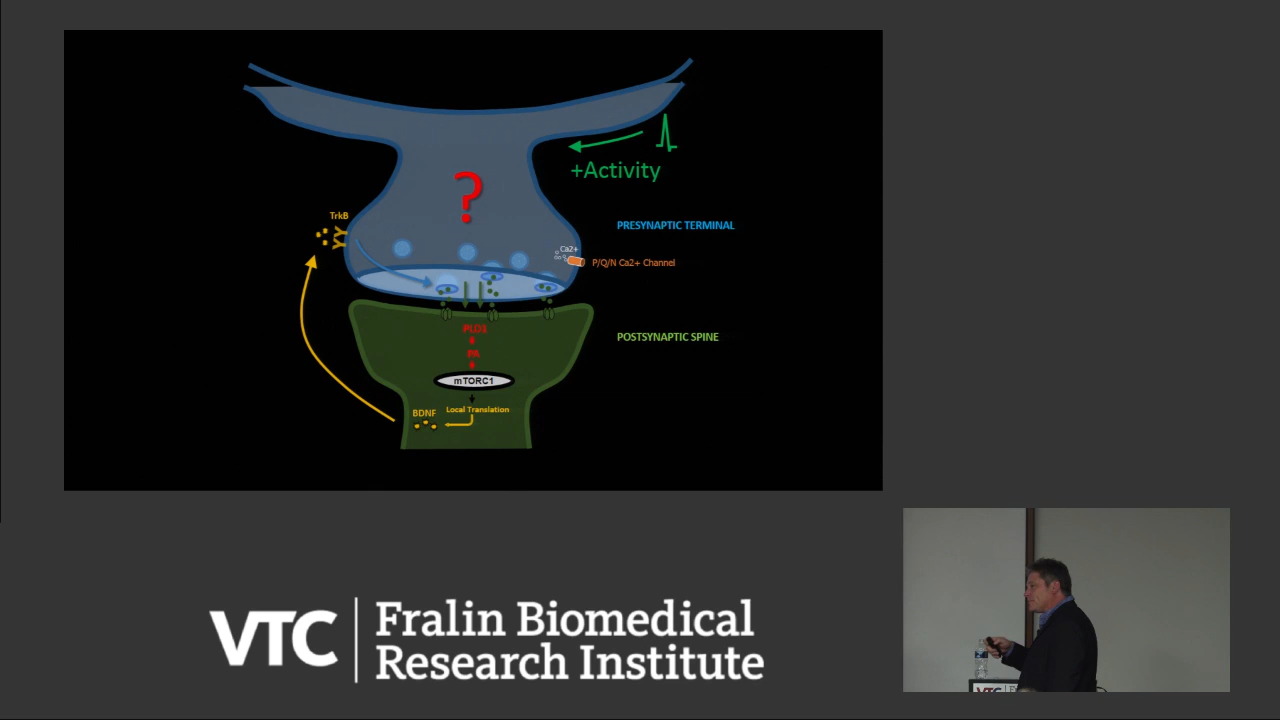 ?
+Activity
TrkB
PRESYNAPTIC TERMINAL
Ca2+
P/Q/N Ca2+ Channel
PLD1
PA
POSTSYNAPTIC SPINE
mTORC1
BDNF
Local Translation
VTC
Fralin Biomedical
Research Institute
VTC